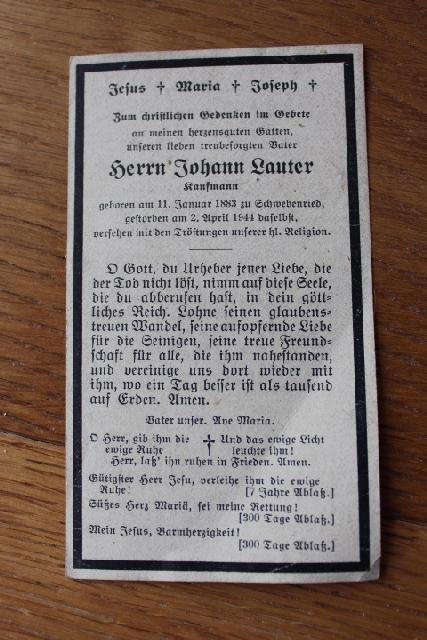 Jesus † Maria † Joseph †
Zum christlichen Gedenken im Gebete
an meinen herzensguten Gatten,
unseren lieben treubesorgten Vater
Herrn Johann Lauter
Kaufmann
geboren am 11. Januar 1883 zu Schwebenried,
gestorben am 2. April 1944 daselbst,
versehen mit den Tröstungen unserer hl. Religion.
O Gott, du Urheber jener Liebe, die
der Tod nicht löst, nimm auf diese Seele,
die du abberufen hast, in dein gött-
liches Reich. Lohne seinen glaubens-
treuen Wandel, seine aufopfernde Liebe
für die Seinigen, seine treue Freund-
schaft für alle, die ihm nahestanden,
und vereinige uns dort wieder mit
ihm, wo ein Tag besser ist als tausend
auf Erden. Amen.
Vater unser. Ave Maria.
O Herr, gib ihm die † Und das ewige Licht
ewige Ruhe leuchte ihm!
Herr, laß' ihn ruhen in Frieden. Amen.
Gütigster Herr Jesu, verleihe ihm die ewige
Ruhe! [7 Jahre Ablaß.]
Süßes Herz Mariä, sei meine Rettung!
[300 Tage Ablaß.]
Mein Jesus, Barmherzigkeit!
[300 Tage Ablaß.]